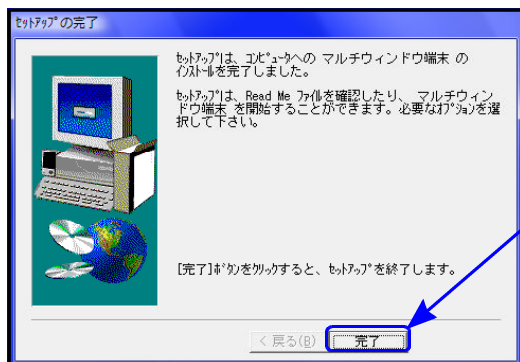 ｾｯﾄｱｯﾌﾟの完了
ｾｯﾄｱｯﾌﾟは、ｺﾝﾋﾟｭｰﾀへの マルチウィンドウ端末 の
ｲﾝｽﾄｰﾙを完了しました。
ｾｯﾄｱｯﾌﾟは、Read Me ﾌｧｲﾙを確認したり、 マルチウィン
ドウ端末 を開始することができます。必要なｵﾌﾟｼｮﾝを選
択して下さい。
[完了]ﾎﾞﾀﾝをｸﾘｯｸすると、ｾｯﾄｱｯﾌﾟを終了します。
< 戻る(B)
完了